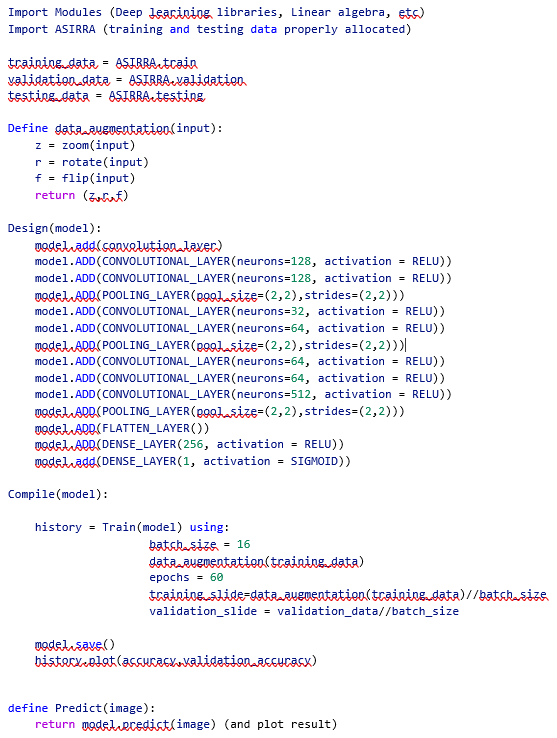 Import Modules (Deep learining libraries, Linear algebra, etc)
Import ASIRRA (training and testing data properly allocated)
training_data = ASIRRA.train
validation_data = ASIRRA.validation
testing_data = ASIRRA.testing
Define data_augmentation(input):
z = zoom(input)
r = rotate(input)
f = flip(input)
return (z,r,f)
Design(model):
model.add(convolution_layer)
model.ADD(CONVOLUTIONAL_LAYER(neurons=128, activation = RELU))
model.ADD(CONVOLUTIONAL_LAYER(neurons=128, activation = RELU))
model.ADD(POOLING_LAYER(pool_size=(2,2),strides=(2,2)))
model.ADD(CONVOLUTIONAL_LAYER(neurons=32, activation = RELU))
model.ADD(CONVOLUTIONAL_LAYER(neurons=64, activation = RELU))
model.ADD(POOLING_LAYER(pool_size=(2,2),strides=(2,2)))
model.ADD(CONVOLUTIONAL_LAYER(neurons=64, activation = RELU))
model.ADD(CONVOLUTIONAL_LAYER(neurons=64, activation = RELU))
model.ADD(CONVOLUTIONAL_LAYER(neurons=512, activation = RELU))
model.ADD(POOLING_LAYER(pool_size=(2,2),strides=(2,2)))
model.ADD(FLATTEN_LAYER())
model.ADD(DENSE_LAYER(256, activation = RELU))
model.add(DENSE_LAYER(1, activation = SIGMOID))
Compile(model):
history = Train(model) using:
batch_size = 16
data_augmentation(training_data)
epochs = 60
training_slide=data_augmentation(training_data)//batch_size
validation_slide = validation_data//batch_size
model.save()
history.plot(accuracy,validation_accuracy)
define Predict(image):
return model.predict(image) (and plot result)